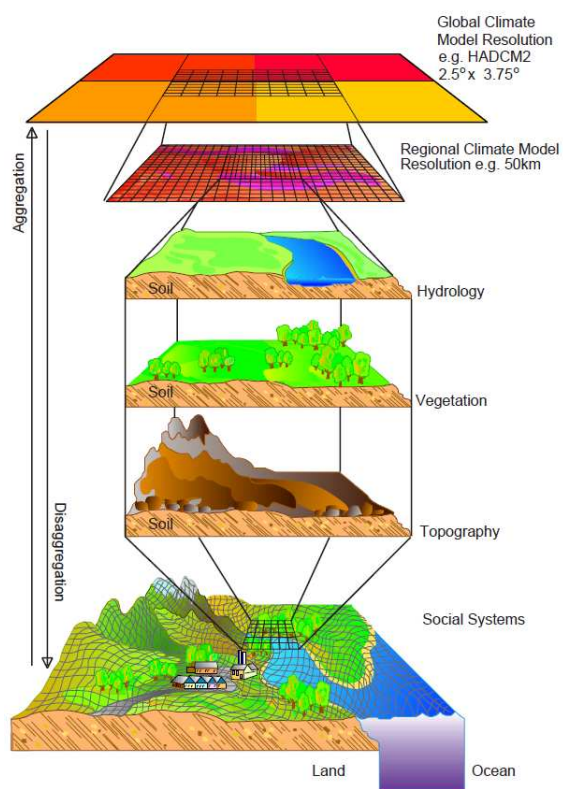 Global Climate
Model Resolution
e.g. HADCM2
2.5° x 3.75°
Regional Climate Model
Resolution e.g. 50km
Aggregation
Soil
Hydrology
Soil
Vegetation
Soil
Topography
Disaggregation
Social Systems
Land
Ocean